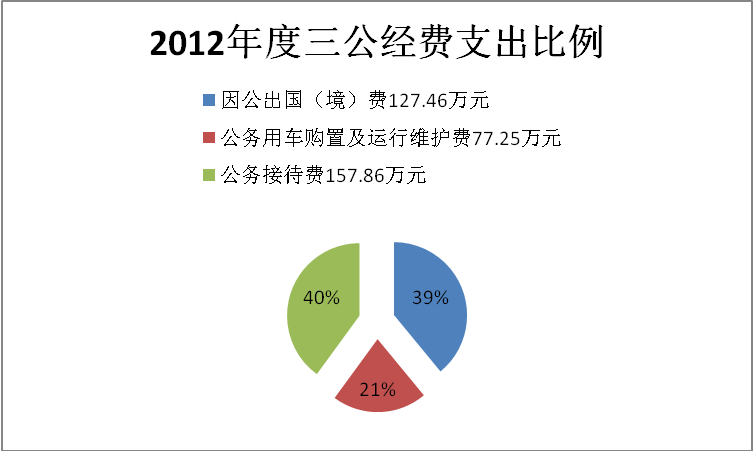 2012年度三公经费支出比例
因公出国（境）费127.46万元
公务用车购置及运行维护费77.25万元
公务接待费157.86万元
40%
39%
21%